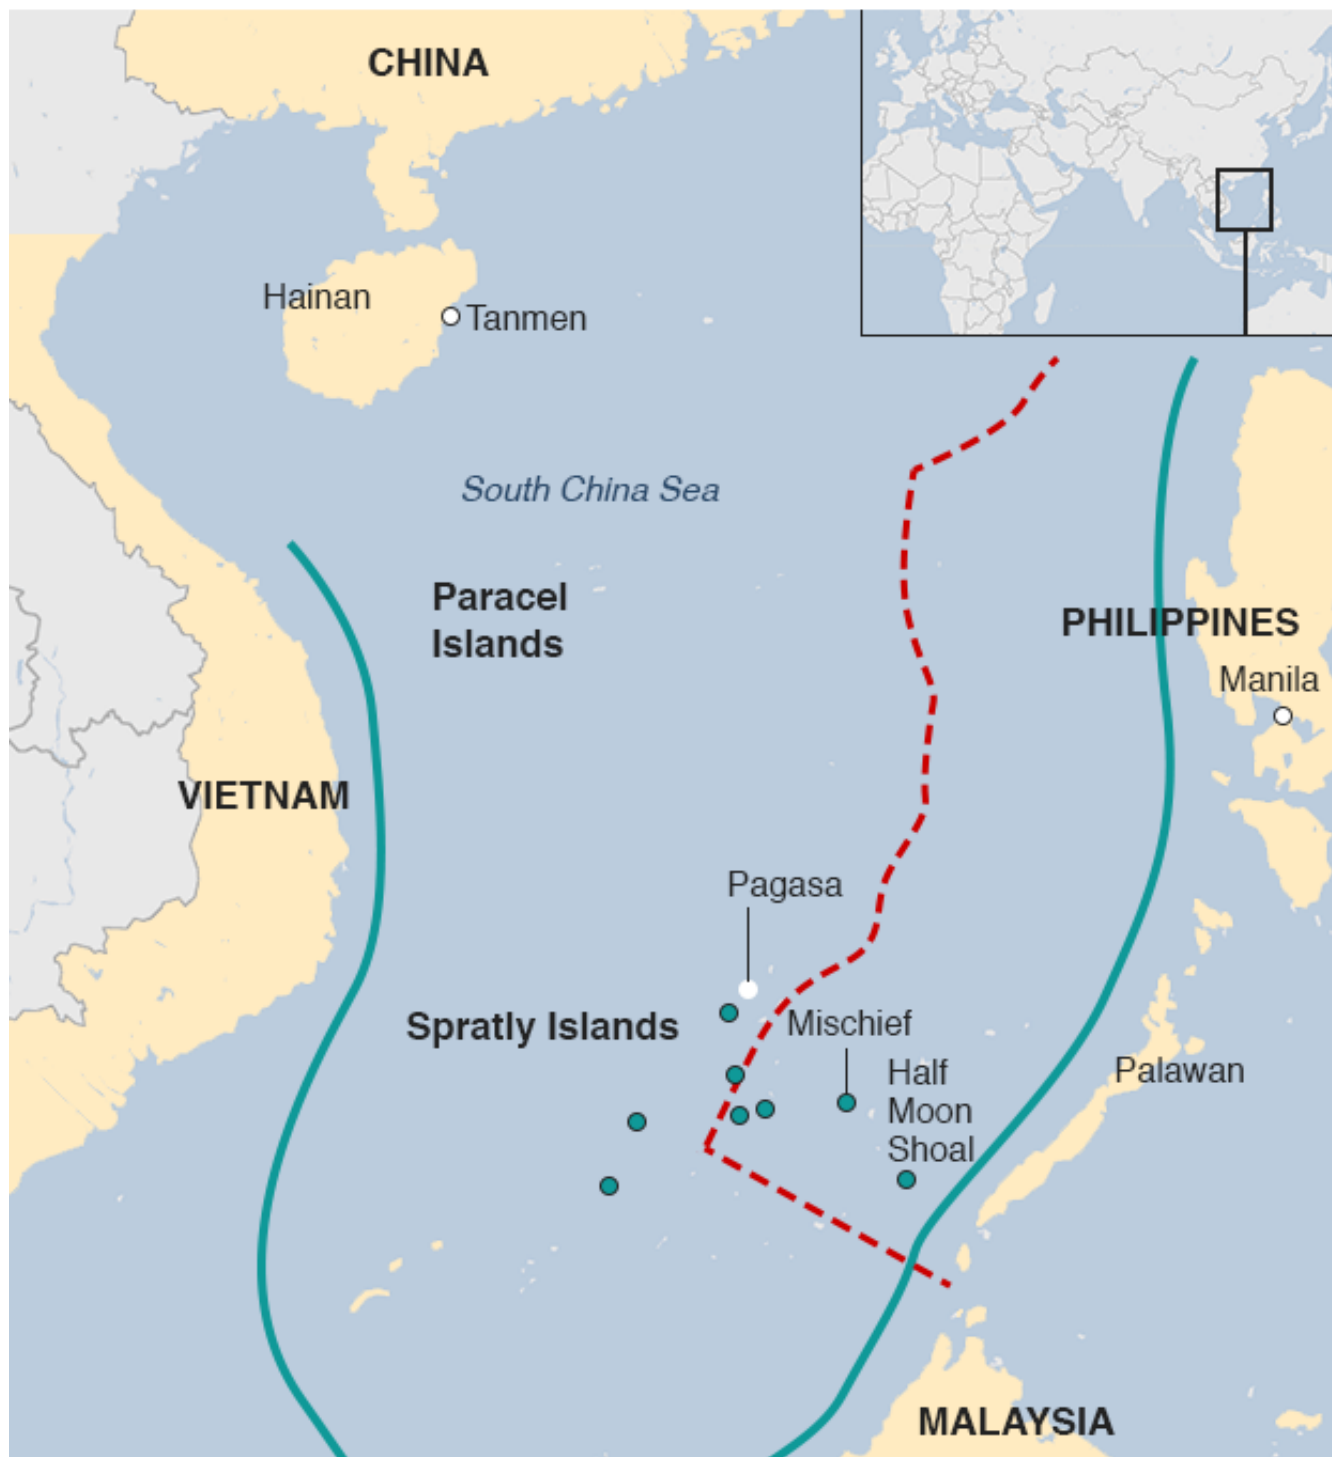 CHINA
Hainan
Tanmen
South China Sea
Paracel
Islands
PHILIPPINES
Manila
VIETNAM
Pagasa
Spratly Islands
Mischief
Half
Moon
Shoal
Palawan
MALAYSIA